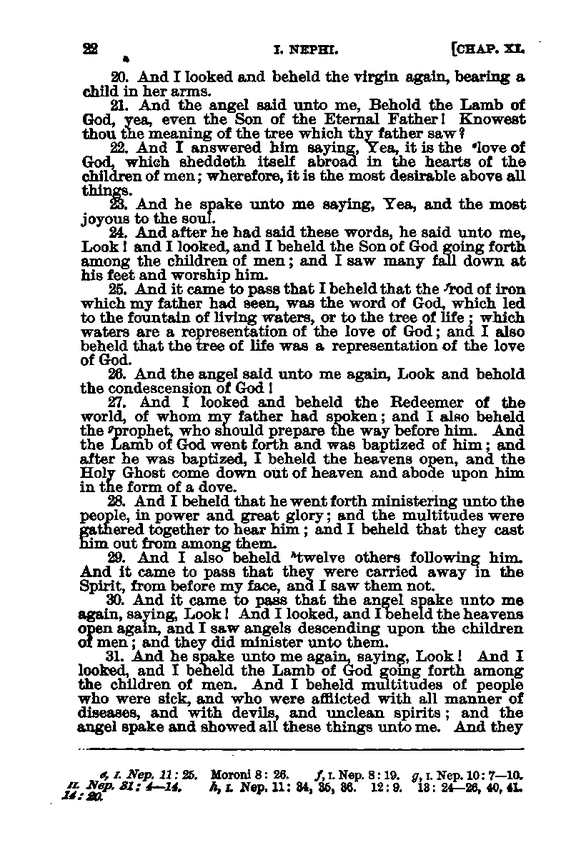 22 I. NEPHI. [CHAP. XI.
20. And I looked and beheld the virgin again, bearing a
child in her arms.
21. And the angel said unto me, Behold the Lamb of
God, yea, even the Son of the Eternal Father! Knowest
thou the meaning of the tree which thy father saw?
22. And I answered him saying, Yea, it is the ᵉlove of
God, which sheddeth itself abroad in the hearts of the
children of men; wherefore, it is the most desirable above all
things.
23. And he spake unto me saying, Yea, and the most
joyous to the soul.
24. And after he had said these words, he said unto me,
Look! and I looked, and I beheld the Son of God going forth
among the children of men; and I saw many fall down at
his feet and worship him.
25. And it came to pass that I beheld that the ᶠrod of iron
which my father had seen, was the word of God, which led
to the fountain of living waters, or to the tree of life; which
waters are a representation of the love of God; and I also
beheld that the tree of life was a representation of the love
of God.
26. And the angel said unto me again, Look and behold
the condescension of God!
27. And I looked and beheld the Redeemer of the
world, of whom my father had spoken; and I also beheld
the ᵍprophet, who should prepare the way before him. And
the Lamb of God went forth and was baptized of him; and
after he was baptized, I beheld the heavens open, and the
Holy Ghost come down out of heaven and abode upon him
in the form of a dove.
28. And I beheld that he went forth ministering unto the
people, in power and great glory; and the multitudes were
gathered together to hear him; and I beheld that they cast
him out from among them.
29. And I also beheld ʰtwelve others following him.
And it came to pass that they were carried away in the
Spirit, from before my face, and I saw them not.
30. And it came to pass that the angel spake unto me
again, saying, Look! And I looked, and I beheld the heavens
open again, and I saw angels descending upon the children
of men; and they did minister unto them.
31. And he spake unto me again, saying, Look! And I
looked, and I beheld the Lamb of God going forth among
the children of men. And I beheld multitudes of people
who were sick, and who were afflicted with all manner of
diseases, and with devils, and unclean spirits; and the
angel spake and showed all these things unto me. And they
e, I. Nep. 11: 25. Moroni 8: 26. f, I. Nep. 8: 19. g, I. Nep. 10: 7—10.
II. Nep. 31: 4—14. h, I. Nep. 11: 34, 35, 36. 12: 9. 13: 24—26, 40, 41.
14: 20.